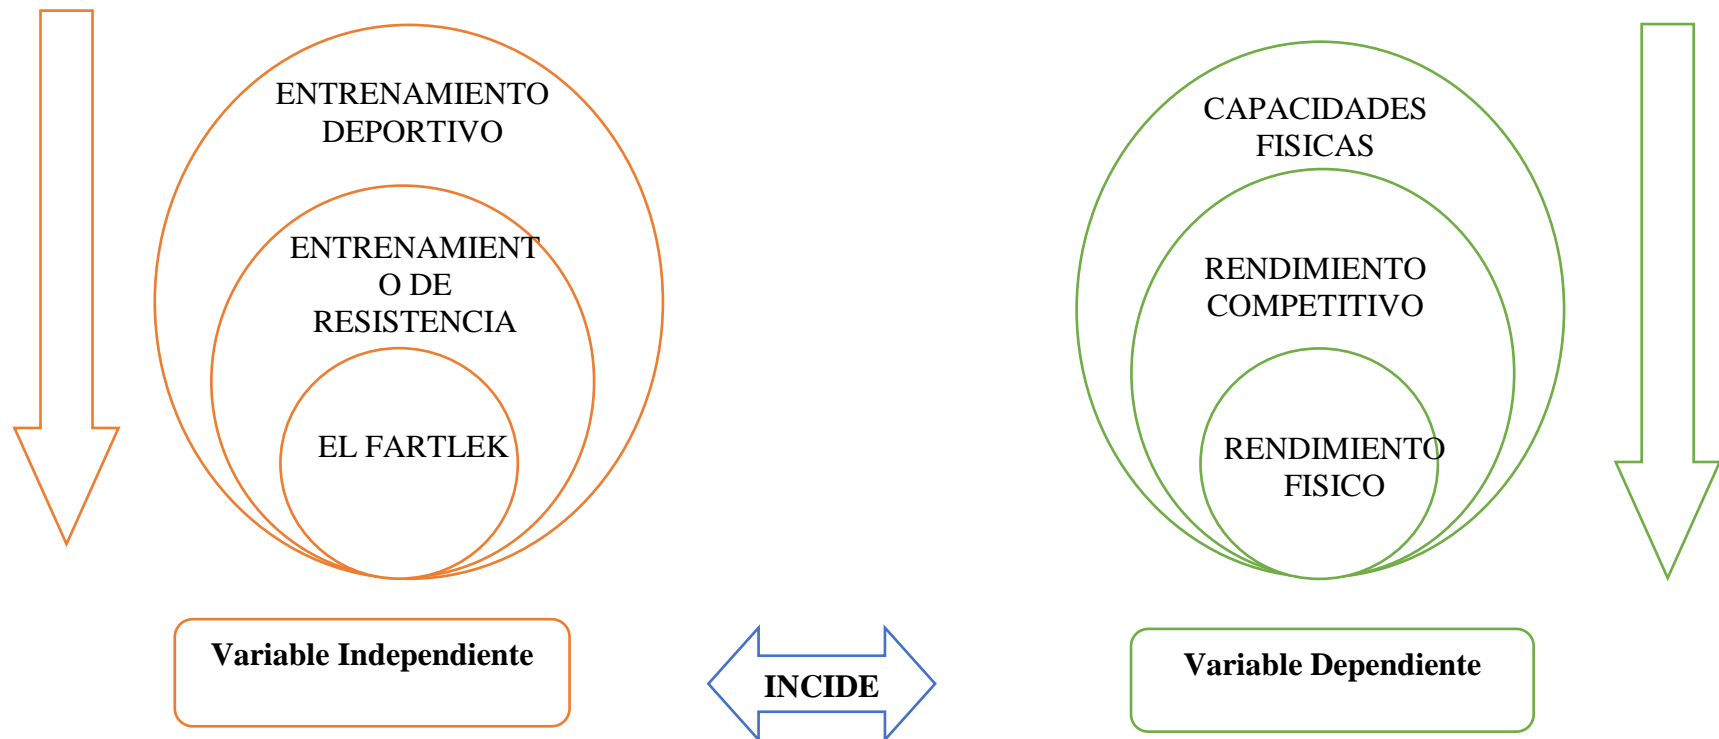 ENTRENAMIENTO
DEPORTIVO
ENTRENAMIENT
O DE
RESISTENCIA
EL FARTLEK
Variable Independiente
INCIDE
CAPACIDADES
FISICAS
RENDIMIENTO
COMPETITIVO
RENDIMIENTO
FISICO
Variable Dependiente